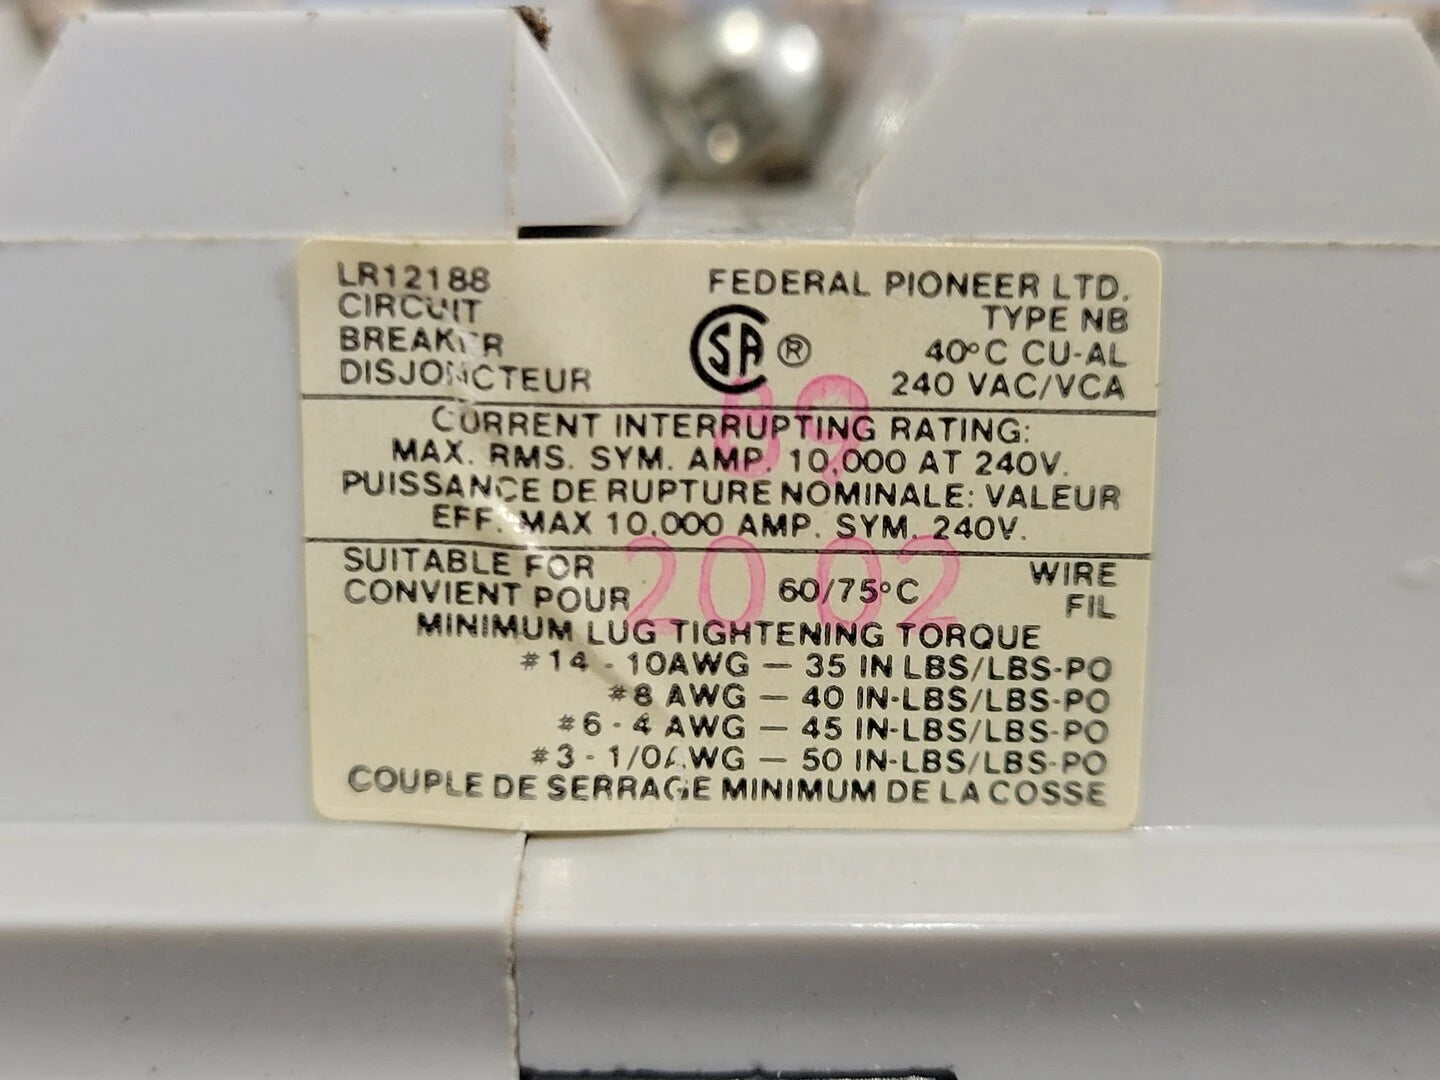 LR12188
CIRCUIT
BREAKER
DISJONCTEUR
FEDERAL PIONEER LTD.
TYPE NB
40°C CU-AL
240 VAC/VCA
CSA ®
89
CURRENT INTERRUPTING RATING:
MAX. RMS. SYM. AMP. 10,000 AT 240V.
PUISSANCE DE RUPTURE NOMINALE: VALEUR
EFF. MAX 10,000 AMP. SYM. 240V.
20 02
SUITABLE FOR
CONVIENT POUR
60/75°C
WIRE
FIL
MINIMUM LUG TIGHTENING TORQUE
#14 - 10AWG — 35 IN LBS/LBS-PO
#8 AWG — 40 IN-LBS/LBS-PO
#6 - 4 AWG — 45 IN-LBS/LBS-PO
#3 - 1/0AWG — 50 IN-LBS/LBS-PO
COUPLE DE SERRAGE MINIMUM DE LA COSSE